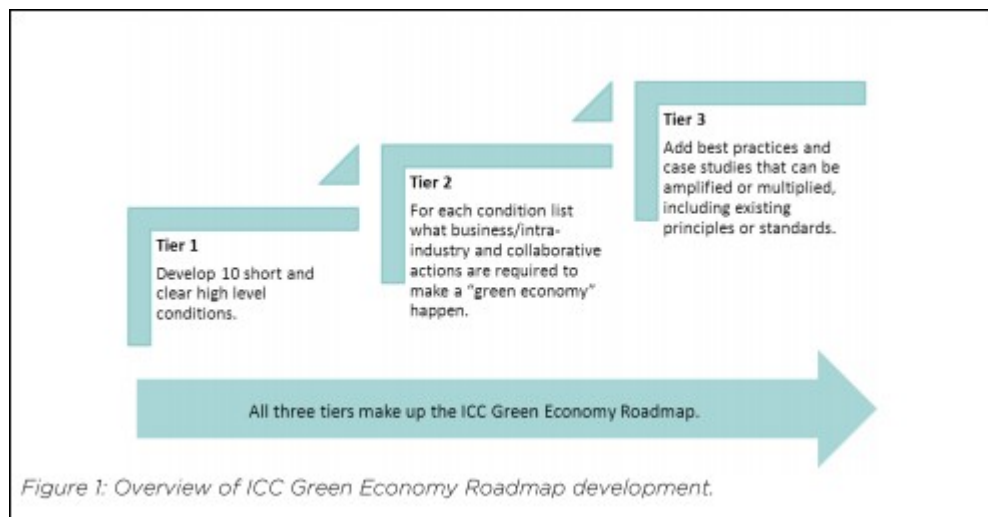 Tier 1
Develop 10 short and
clear high level
conditions.
Tier 2
For each condition list
what business/intra-
industry and collaborative
actions are required to
make a “green economy”
happen.
Tier 3
Add best practices and
case studies that can be
amplified or multiplied,
including existing
principles or standards.
All three tiers make up the ICC Green Economy Roadmap.
Figure 1: Overview of ICC Green Economy Roadmap development.